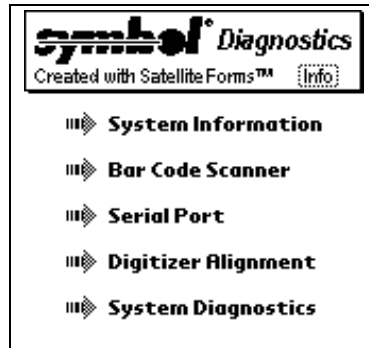 symbol® Diagnostics
Created with Satellite Forms™ Info
System Information
Bar Code Scanner
Serial Port
Digitizer Alignment
System Diagnostics